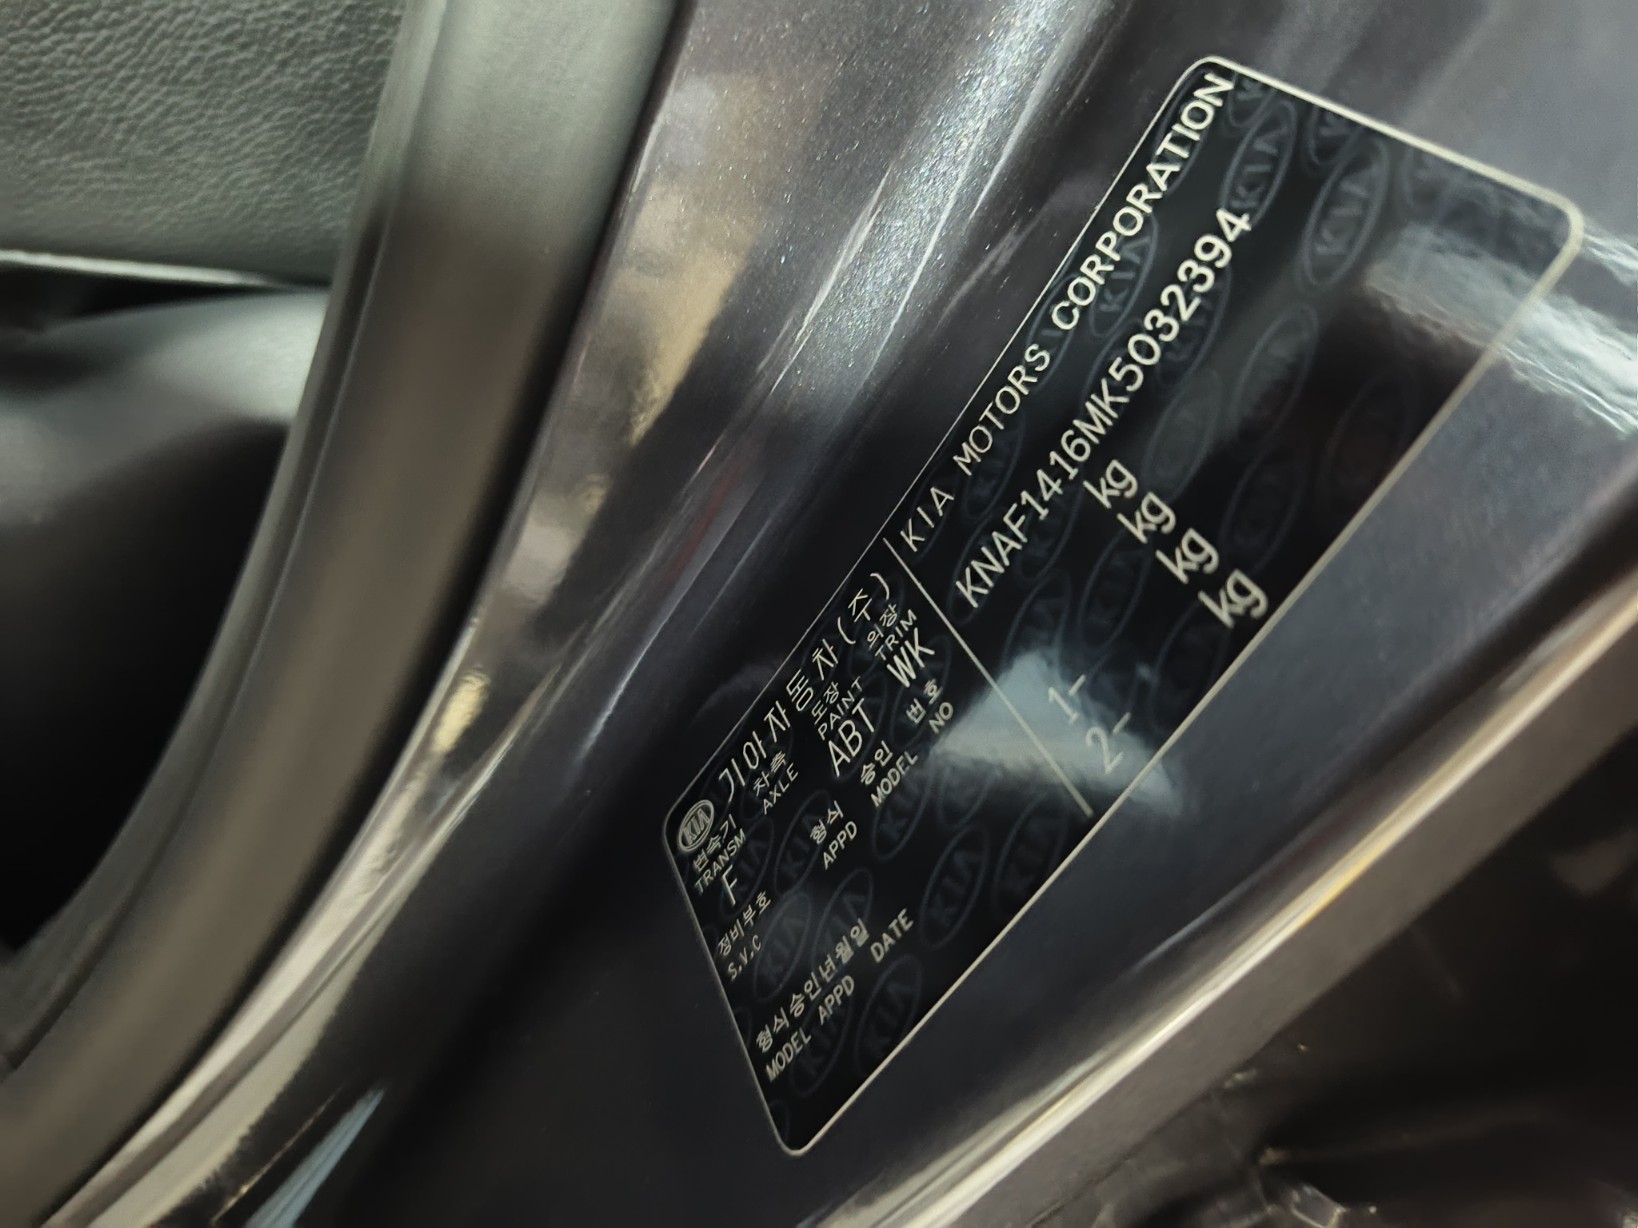 KIA 기아자동차(주) KIA MOTORS CORPORATION
변속기 차축 도장 의장
TRANSM AXLE PAINT TRIM
F ABT WK
KNAF1416MK5032394
정비부호 형식 승인 번호
S.V.C APPD MODEL NO
형식승인년월일
MODEL APPD DATE
kg
kg
1- kg
2- kg